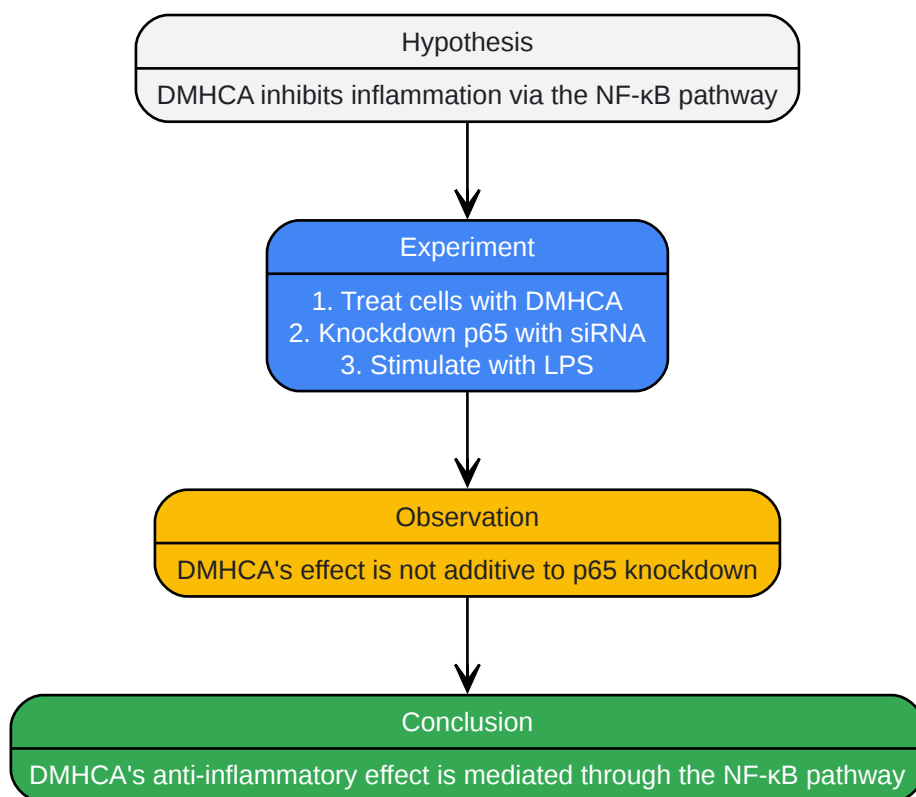 Hypothesis
DMHCA inhibits inflammation via the NF-κB pathway
Experiment
1. Treat cells with DMHCA
2. Knockdown p65 with siRNA
3. Stimulate with LPS
Observation
DMHCA's effect is not additive to p65 knockdown
Conclusion
DMHCA's anti-inflammatory effect is mediated through the NF-κB pathway